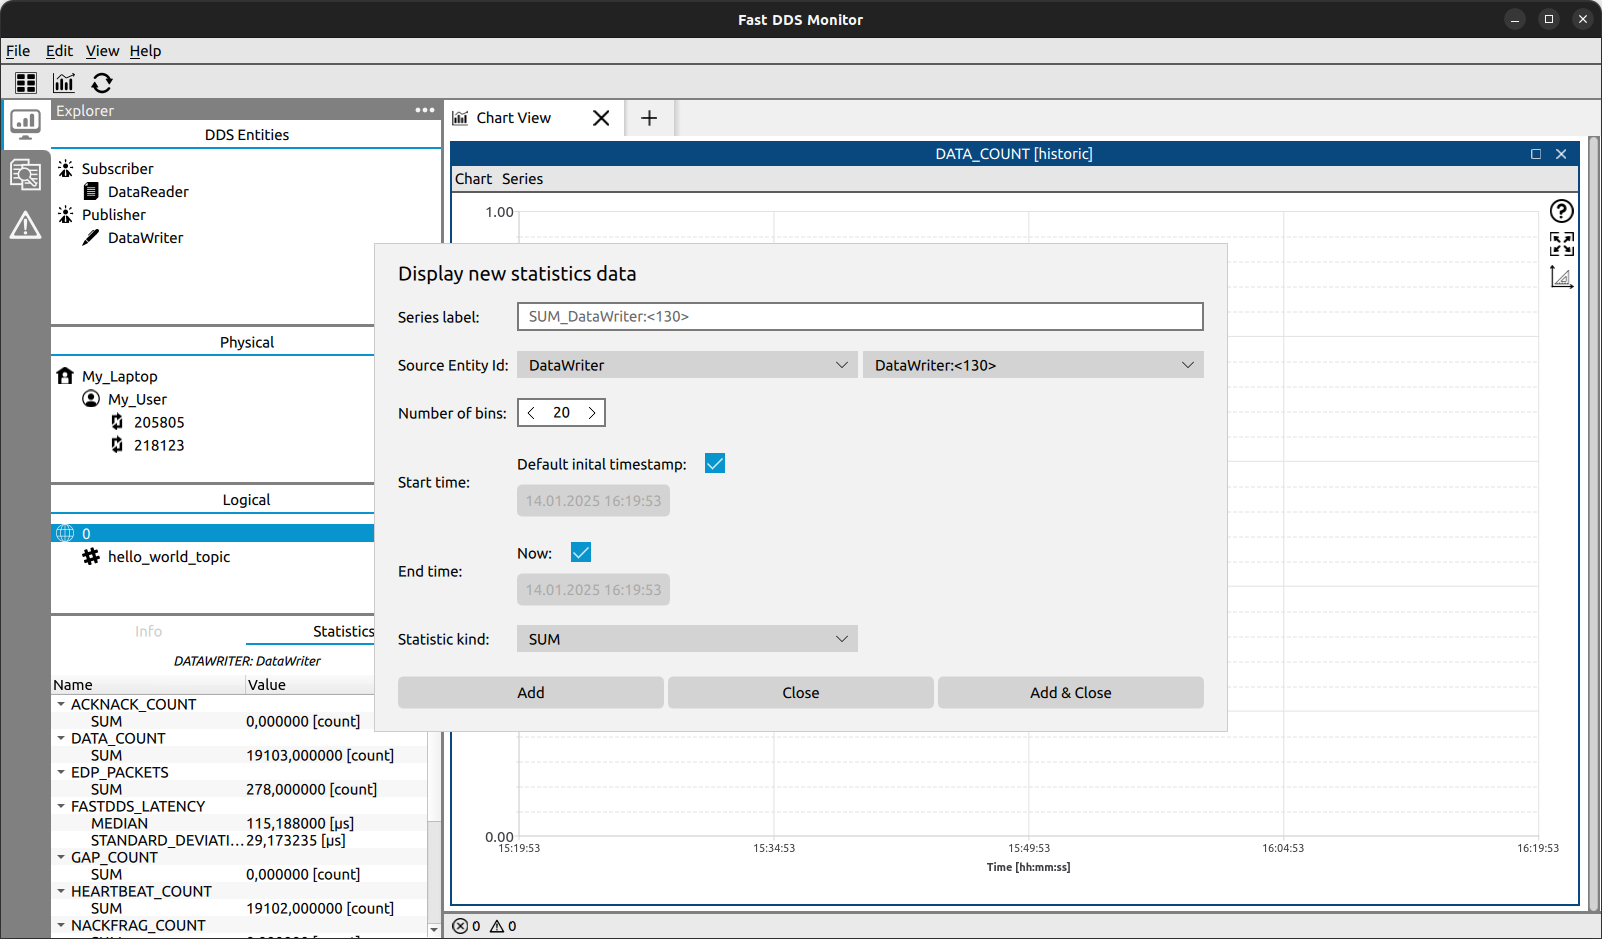 Fast DDS Monitor
File Edit View Help
Explorer
DDS Entities
Subscriber
DataReader
Publisher
DataWriter
Physical
My_Laptop
My_User
205805
218123
Logical
0
hello_world_topic
Info Statistics
DATAWRITER: DataWriter
Name Value
ACKNACK_COUNT
SUM 0,000000 [count]
DATA_COUNT
SUM 19103,000000 [count]
EDP_PACKETS
SUM 278,000000 [count]
FASTDDS_LATENCY
MEDIAN 115,188000 [µs]
STANDARD_DEVIATI... 29,173235 [µs]
GAP_COUNT
SUM 0,000000 [count]
HEARTBEAT_COUNT
SUM 19102,000000 [count]
NACKFRAG_COUNT
Chart View
DATA_COUNT [historic]
Chart Series
1.00
0.00
15:19:53 15:34:53 15:49:53 16:04:53 16:19:53
Time [hh:mm:ss]
Display new statistics data
Series label: SUM_DataWriter:<130>
Source Entity Id: DataWriter DataWriter:<130>
Number of bins: 20
Default inital timestamp:
Start time:
14.01.2025 16:19:53
Now:
End time:
14.01.2025 16:19:53
Statistic kind: SUM
Add Close Add & Close
0 0